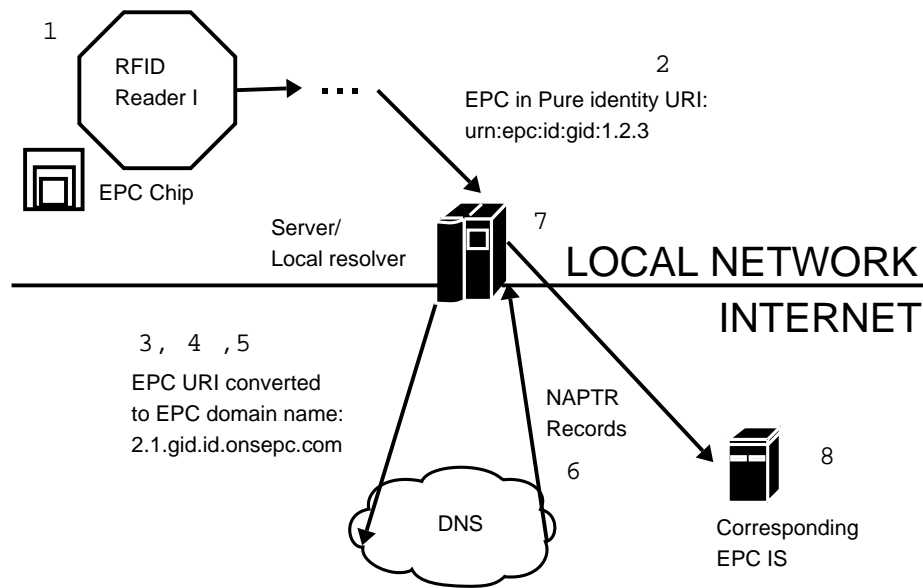 1
RFID
Reader I
...
2
EPC in Pure identity URI:
urn:epc:id:gid:1.2.3
EPC Chip
Server/
Local resolver
7
LOCAL NETWORK
INTERNET
3, 4 ,5
EPC URI converted
to EPC domain name:
2.1.gid.id.onsepc.com
NAPTR
Records
6
DNS
8
Corresponding
EPC IS